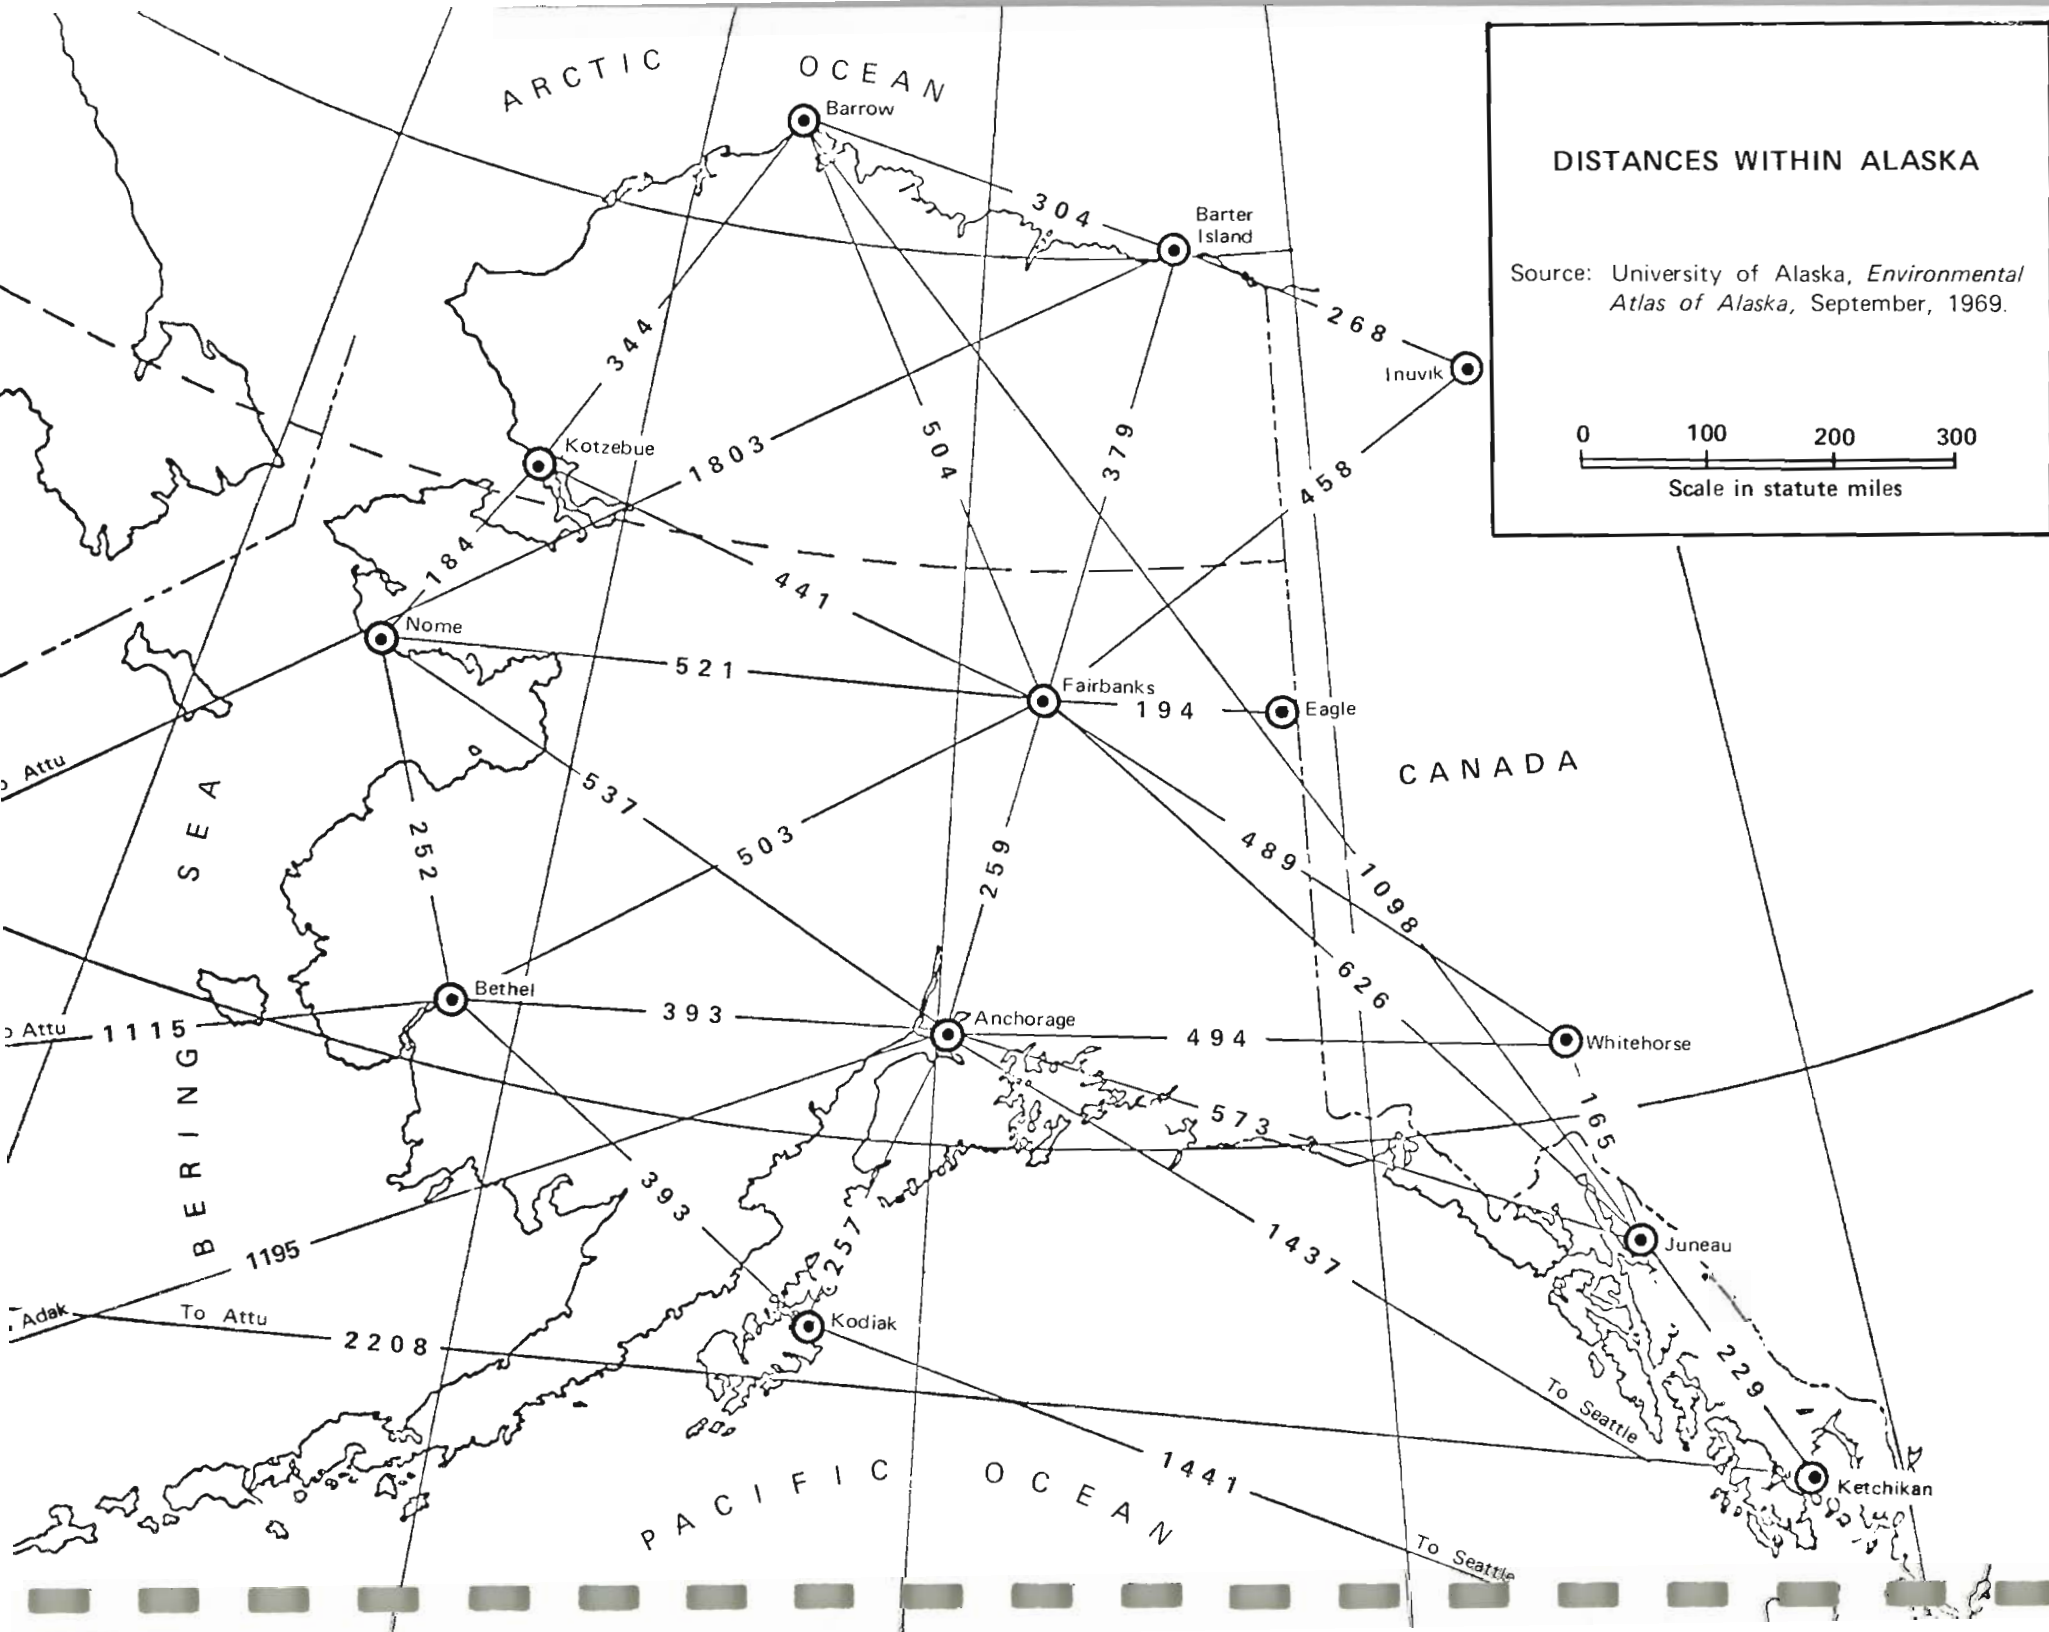 ARCTIC OCEAN
Barrow
DISTANCES WITHIN ALASKA
Source: University of Alaska, Environmental
Atlas of Alaska, September, 1969.
0 100 200 300
Scale in statute miles
304
Barter
Island
268
Inuvik
344
Kotzebue
1803
504
379
458
184
441
Nome
521
Fairbanks
194
Eagle
To Attu
CANADA
537
252
503
259
489
1098
626
BERING SEA
Bethel
393
Anchorage
494
Whitehorse
To Attu
1115
573
165
393
257
1195
1437
Juneau
Adak
To Attu
2208
Kodiak
229
To Seattle
1441
Ketchikan
PACIFIC OCEAN
To Seattle